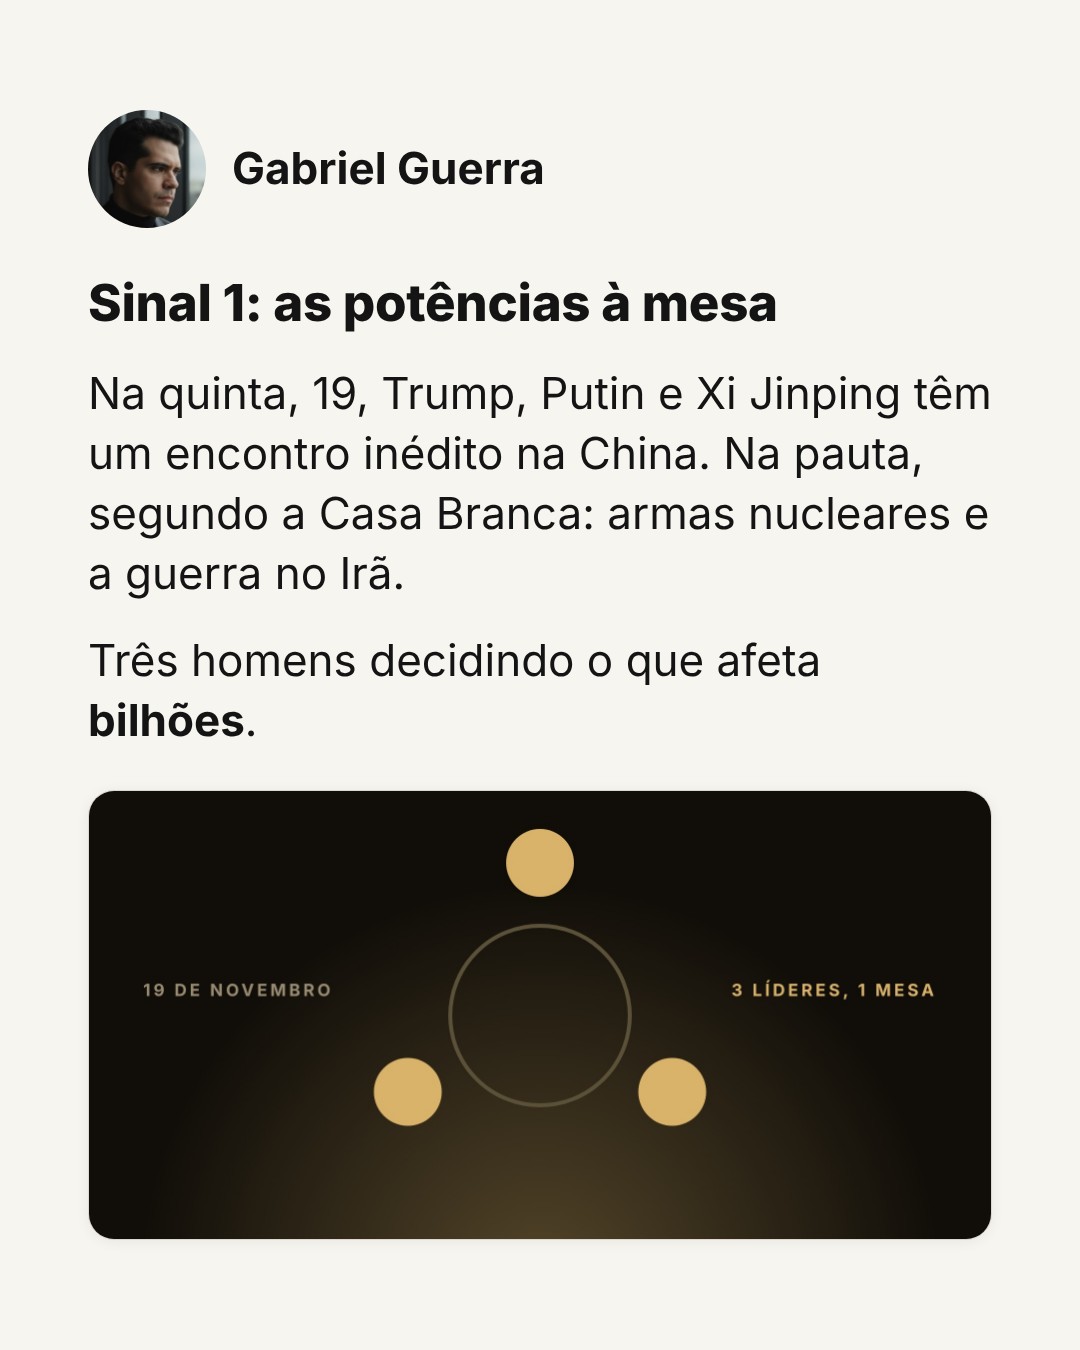 Gabriel Guerra
Sinal 1: as potências à mesa
Na quinta, 19, Trump, Putin e Xi Jinping têm
um encontro inédito na China. Na pauta,
segundo a Casa Branca: armas nucleares e
a guerra no Irã.
Três homens decidindo o que afeta
bilhões.
19 DE NOVEMBRO
3 LÍDERES, 1 MESA